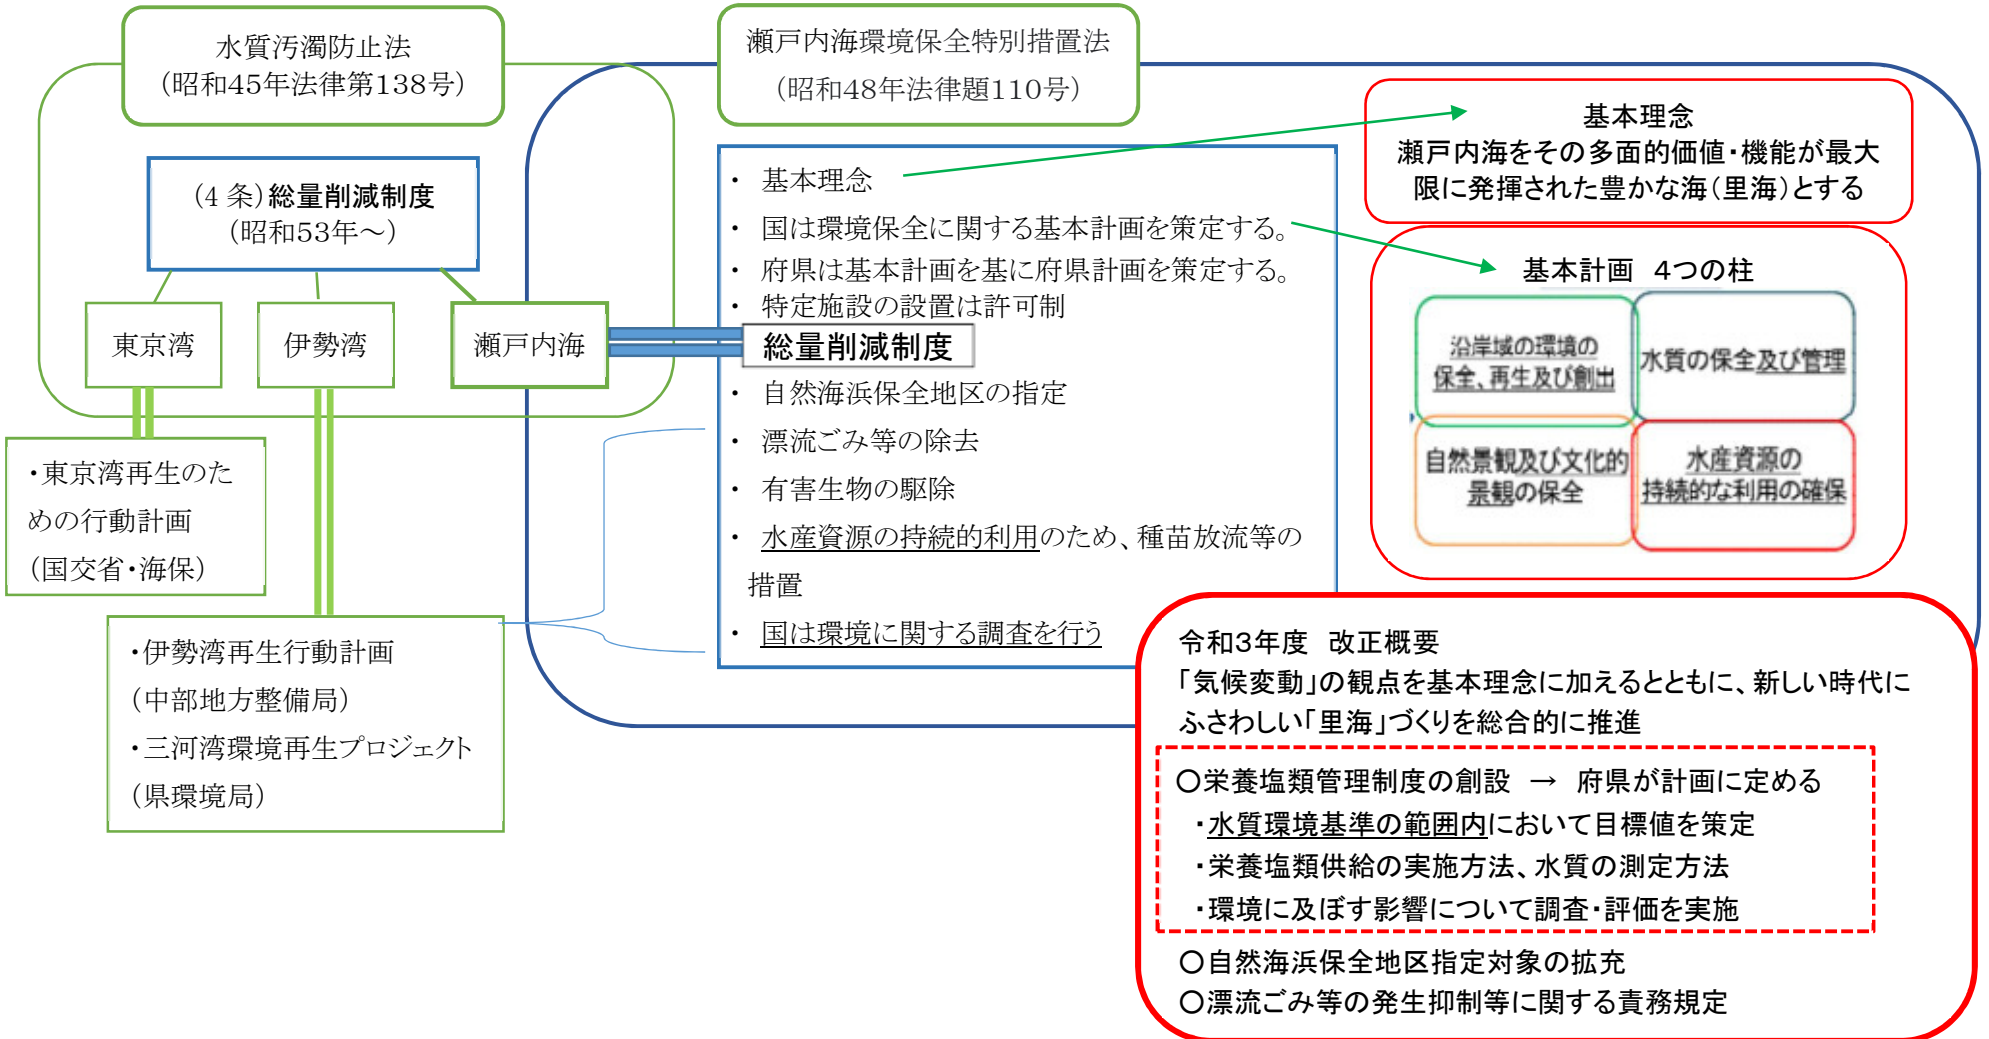 水質汚濁防止法
（昭和45年法律第138号）
(4 条）総量削減制度
（昭和53年～）
東京湾
伊勢湾
瀬戸内海
・東京湾再生のた
めの行動計画
（国交省・海保）
・伊勢湾再生行動計画
（中部地方整備局）
・三河湾環境再生プロジェクト
（県環境局）
瀬戸内海環境保全特別措置法
（昭和48年法律題110号）
・ 基本理念
・ 国は環境保全に関する基本計画を策定する。
・ 府県は基本計画を基に府県計画を策定する。
・ 特定施設の設置は許可制
総量削減制度
・ 自然海浜保全地区の指定
・ 漂流ごみ等の除去
・ 有害生物の駆除
・ 水産資源の持続的利用のため、種苗放流等の
措置
・ 国は環境に関する調査を行う
基本理念
瀬戸内海をその多面的価値・機能が最大
限に発揮された豊かな海（里海）とする
基本計画　4つの柱
沿岸域の環境の
保全、再生及び創出
水質の保全及び管理
自然景観及び文化的
景観の保全
水産資源の
持続的な利用の確保
令和3年度　改正概要
「気候変動」の観点を基本理念に加えるとともに、新しい時代に
ふさわしい「里海」づくりを総合的に推進
〇栄養塩類管理制度の創設　→　府県が計画に定める
・水質環境基準の範囲内において目標値を策定
・栄養塩類供給の実施方法、水質の測定方法
・環境に及ぼす影響について調査・評価を実施
〇自然海浜保全地区指定対象の拡充
〇漂流ごみ等の発生抑制等に関する責務規定